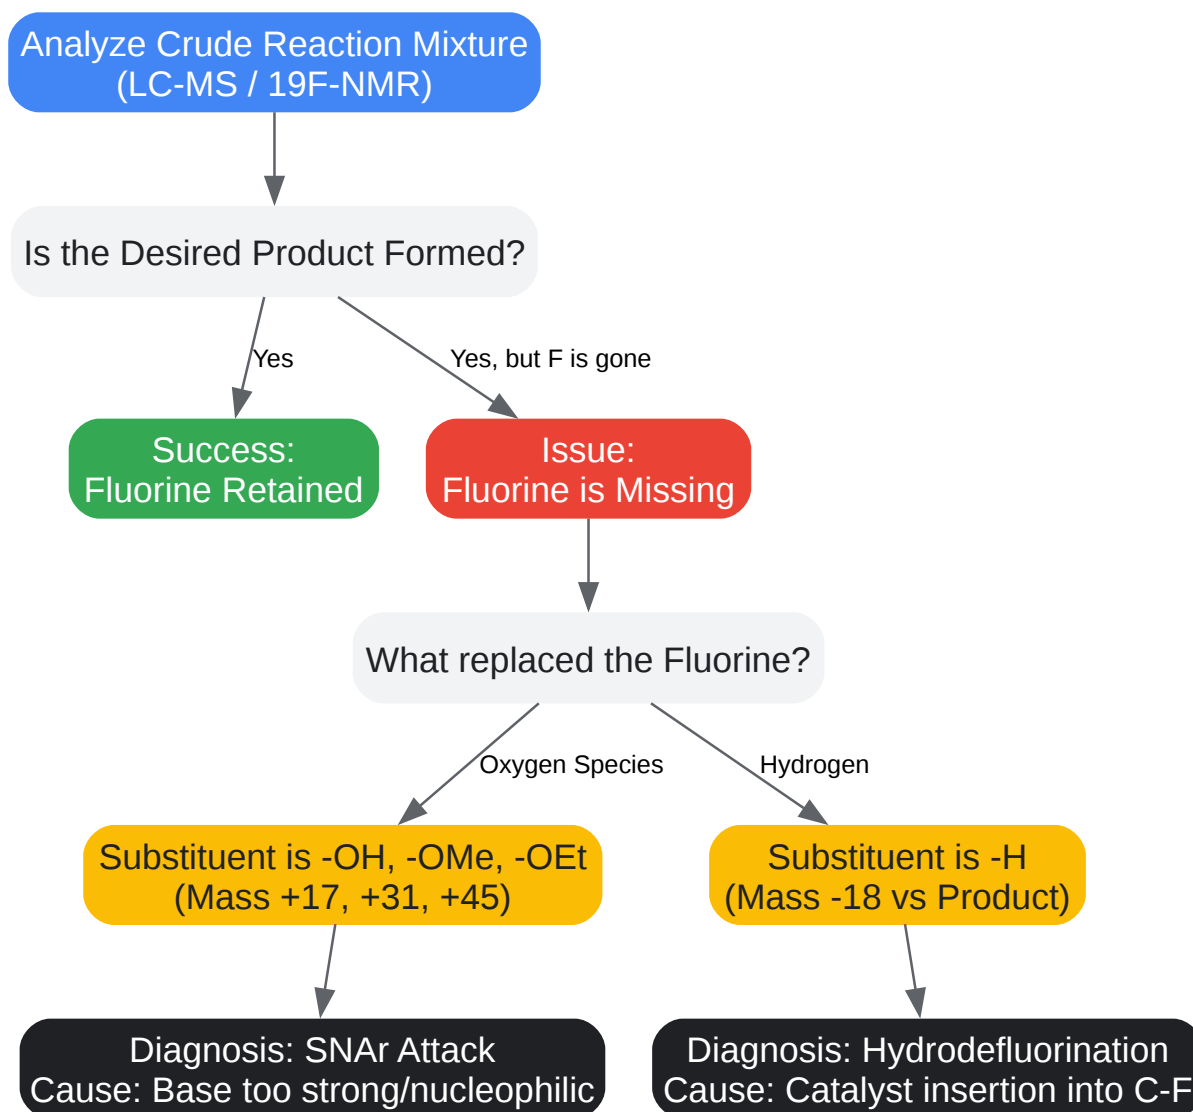 Analyze Crude Reaction Mixture
(LC-MS / 19F-NMR)
Is the Desired Product Formed?
Yes
Yes, but F is gone
Success:
Fluorine Retained
Issue:
Fluorine is Missing
What replaced the Fluorine?
Oxygen Species
Hydrogen
Substituent is -OH, -OMe, -OEt
(Mass +17, +31, +45)
Substituent is -H
(Mass -18 vs Product)
Diagnosis: SNAr Attack
Cause: Base too strong/nucleophilic
Diagnosis: Hydrodefluorination
Cause: Catalyst insertion into C-F